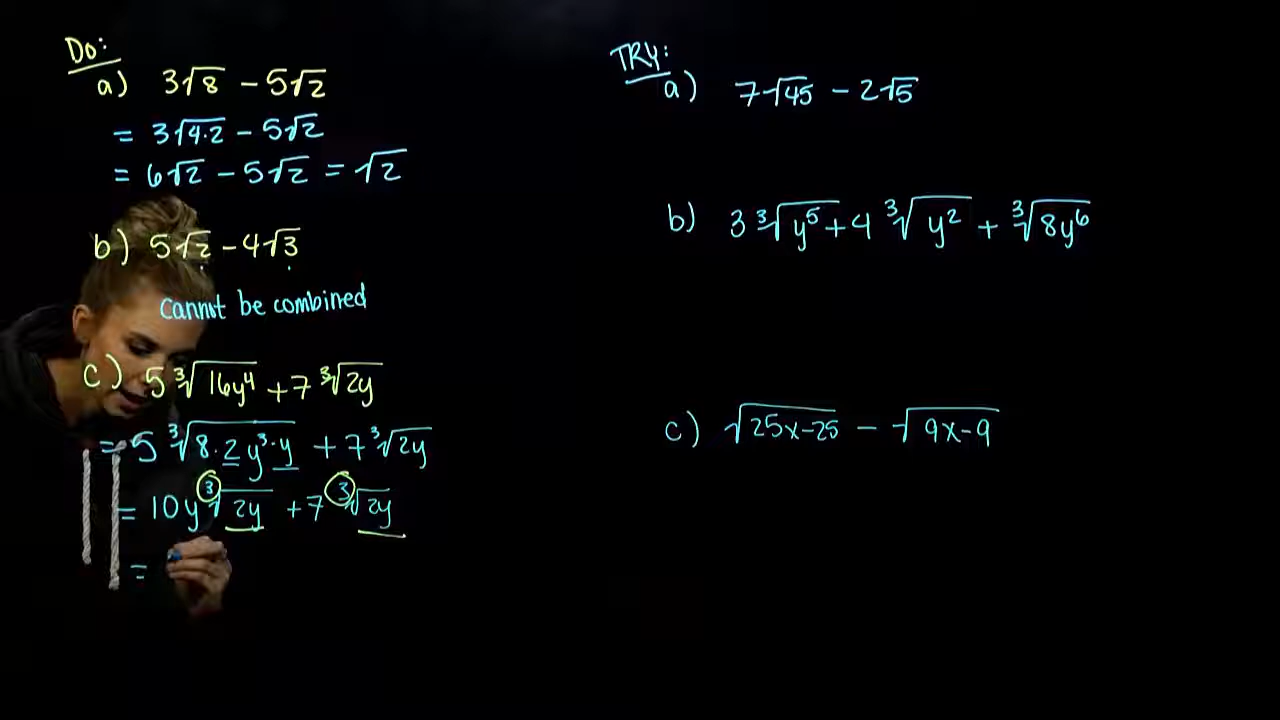 Do:
a) 3√8 − 5√2
= 3√4·2 − 5√2
= 6√2 − 5√2 = √2
b) 5√2 − 4√3
Cannot be combined
c) 5 ∛16y⁴ + 7 ∛2y
= 5 ∛8·2y³·y + 7 ∛2y
= 10y ∛2y + 7 ∛2y
=
TRY:
a) 7√45 − 2√5
b) 3 ∛y⁵ + 4 ∛y² + ∛8y⁶
c) √25x−25 − √9x−9